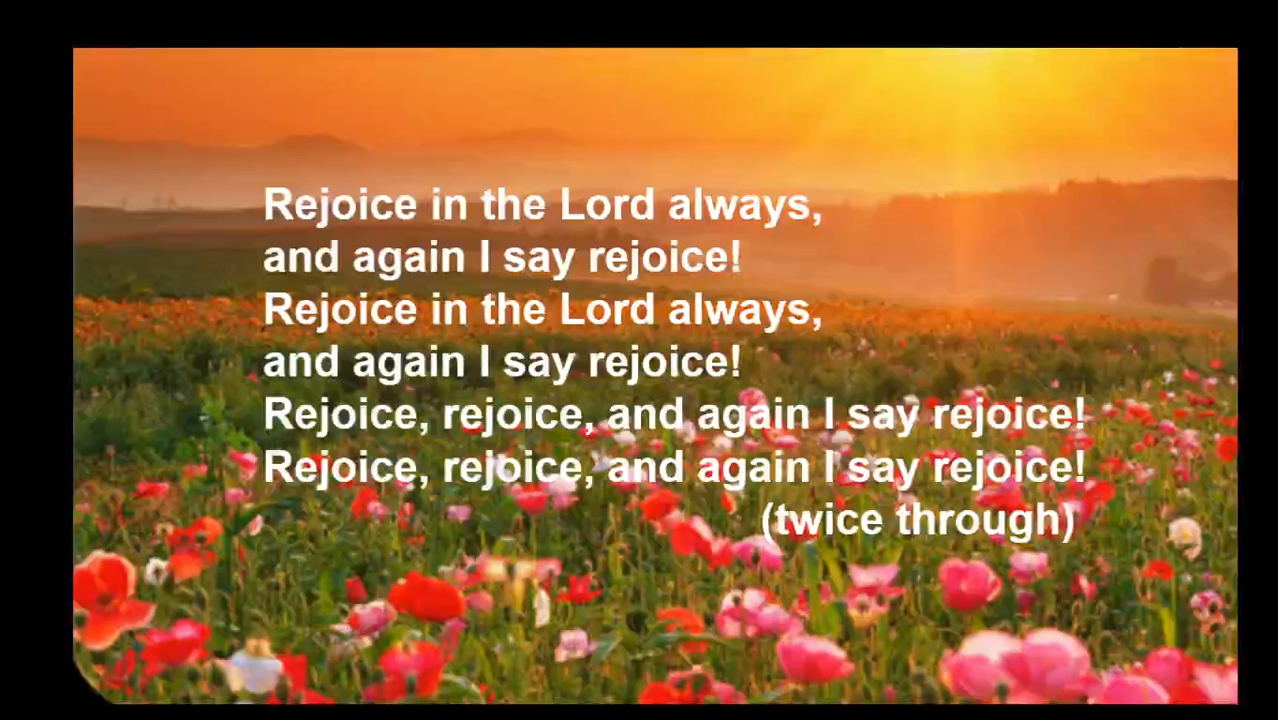 Rejoice in the Lord always,
and again I say rejoice!
Rejoice in the Lord always,
and again I say rejoice!
Rejoice, rejoice, and again I say rejoice!
Rejoice, rejoice, and again I say rejoice!
(twice through)